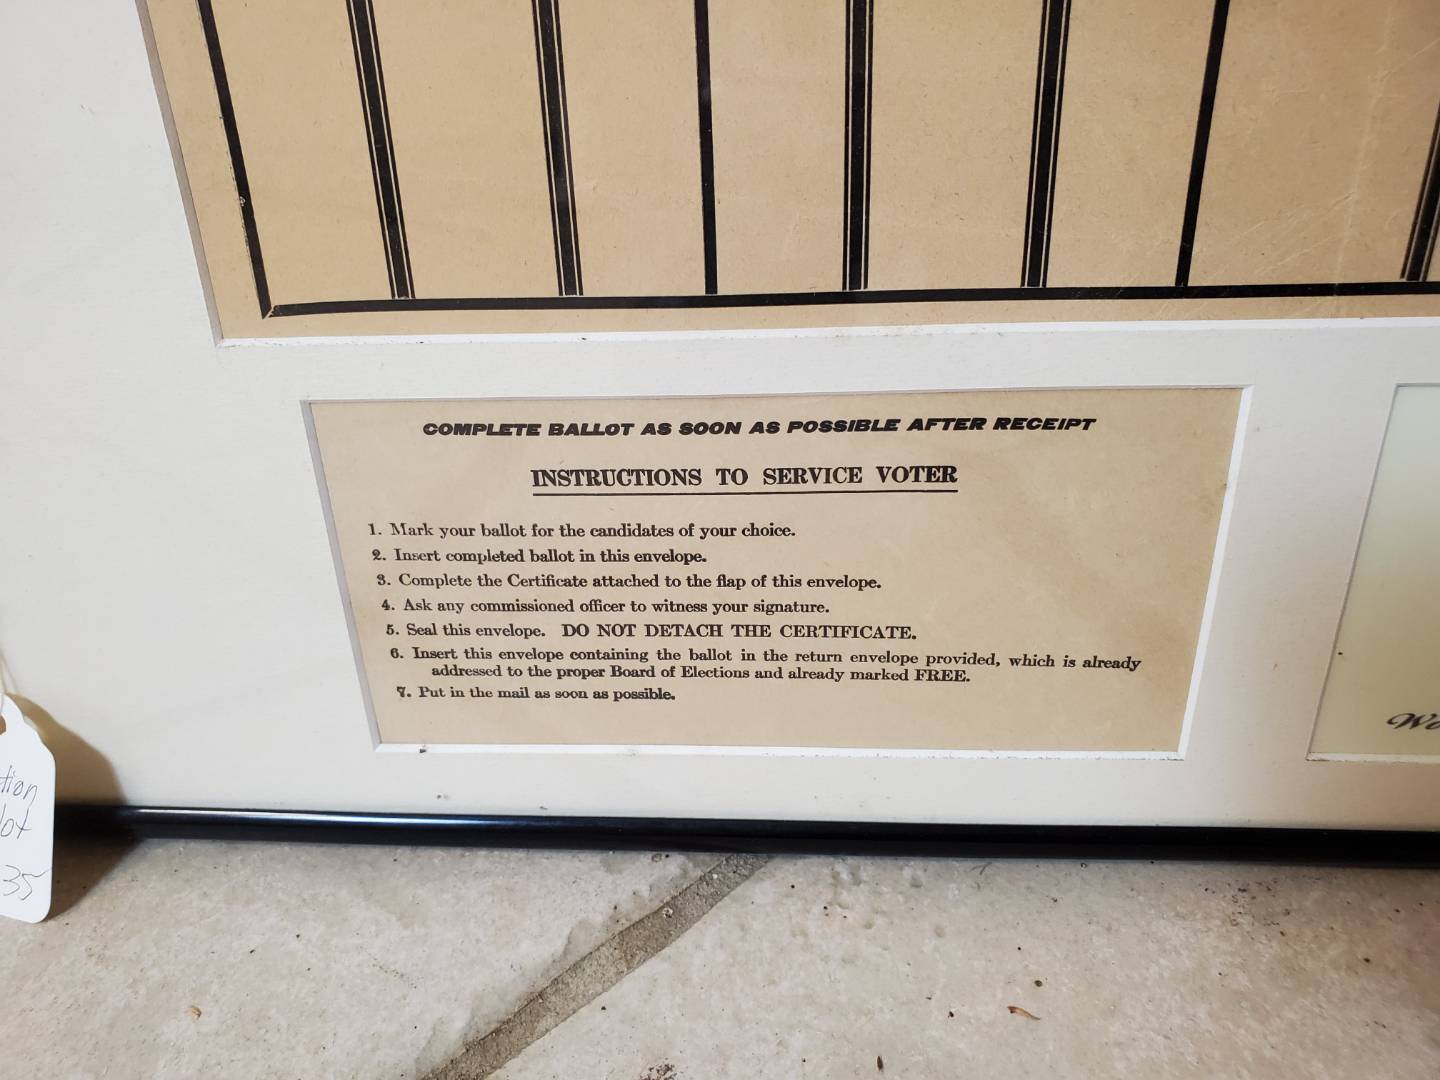 COMPLETE BALLOT AS SOON AS POSSIBLE AFTER RECEIPT
INSTRUCTIONS TO SERVICE VOTER
1. Mark your ballot for the candidates of your choice.
2. Insert completed ballot in this envelope.
3. Complete the Certificate attached to the flap of this envelope.
4. Ask any commissioned officer to witness your signature.
5. Seal this envelope. DO NOT DETACH THE CERTIFICATE.
6. Insert this envelope containing the ballot in the return envelope provided, which is already
addressed to the proper Board of Elections and already marked FREE.
7. Put in the mail as soon as possible.
35